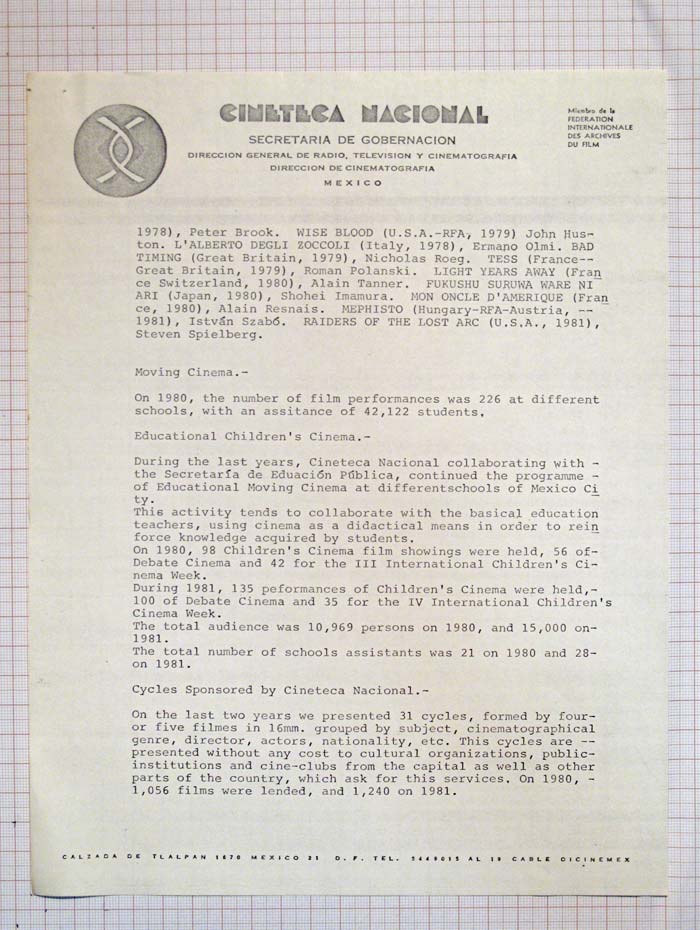 CINETECA NACIONAL
SECRETARIA DE GOBERNACION
DIRECCION GENERAL DE RADIO, TELEVISION Y CINEMATOGRAFIA
DIRECCION DE CINEMATOGRAFIA
MEXICO
Miembro de la
FEDERATION
INTERNATIONALE
DES ARCHIVES
DU FILM
1978), Peter Brook. WISE BLOOD (U.S.A.-RFA, 1979) John Hus-
ton. L'ALBERTO DEGLI ZOCCOLI (Italy, 1978), Ermano Olmi. BAD
TIMING (Great Britain, 1979), Nicholas Roeg. TESS (France--
Great Britain, 1979), Roman Polanski. LIGHT YEARS AWAY (Fran
ce Switzerland, 1980), Alain Tanner. FUKUSHU SURUWA WARE NI
ARI (Japan, 1980), Shohei Imamura. MON ONCLE D'AMERIQUE (Fran
ce, 1980), Alain Resnais. MEPHISTO (Hungary-RFA-Austria, --
1981), István Szabó. RAIDERS OF THE LOST ARC (U.S.A., 1981),
Steven Spielberg.
Moving Cinema.-
On 1980, the number of film performances was 226 at different
schools, with an assitance of 42,122 students.
Educational Children's Cinema.-
During the last years, Cineteca Nacional collaborating with -
the Secretaría de Eduación Pública, continued the programme -
of Educational Moving Cinema at differentschools of Mexico Ci
ty.
This activity tends to collaborate with the basical education
teachers, using cinema as a didactical means in order to rein
force knowledge acquired by students.
On 1980, 98 Children's Cinema film showings were held, 56 of-
Debate Cinema and 42 for the III International Children's Ci-
nema Week.
During 1981, 135 peformances of Children's Cinema were held,-
100 of Debate Cinema and 35 for the IV International Children's
Cinema Week.
The total audience was 10,969 persons on 1980, and 15,000 on-
1981.
The total number of schools assistants was 21 on 1980 and 28-
on 1981.
Cycles Sponsored by Cineteca Nacional.-
On the last two years we presented 31 cycles, formed by four-
or five filmes in 16mm. grouped by subject, cinematographical
genre, director, actors, nationality, etc. This cycles are --
presented without any cost to cultural organizations, public-
institutions and cine-clubs from the capital as well as other
parts of the country, which ask for this services. On 1980, -
1,056 films were lended, and 1,240 on 1981.
CALZADA DE TLALPAN 1670 MEXICO 21 D. F. TEL. 5449015 AL 19 CABLE DICINEMEX